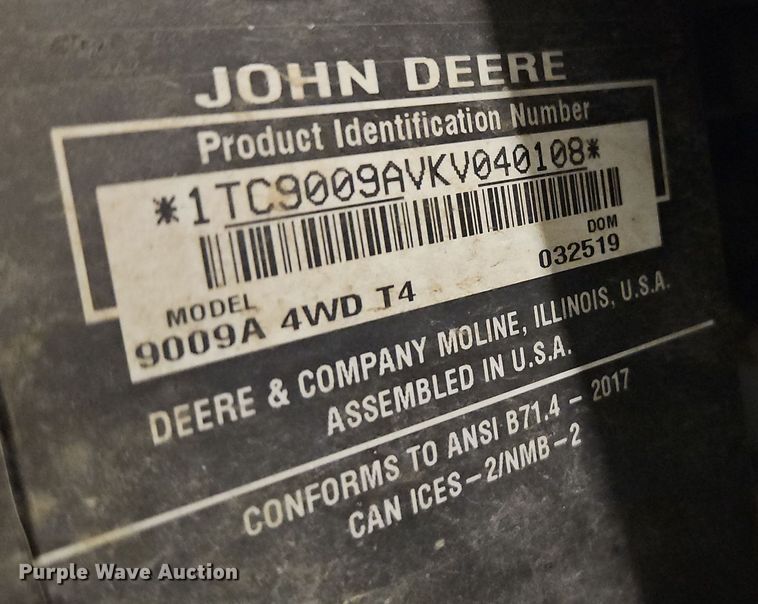 JOHN DEERE
Product Identification Number
*1TC9009AVKV040108*
DOM
MODEL 032519
9009A 4WD T4
DEERE & COMPANY MOLINE, ILLINOIS, U.S.A.
ASSEMBLED IN U.S.A.
CONFORMS TO ANSI B71.4 - 2017
CAN ICES-2/NMB-2
Purple Wave Auction